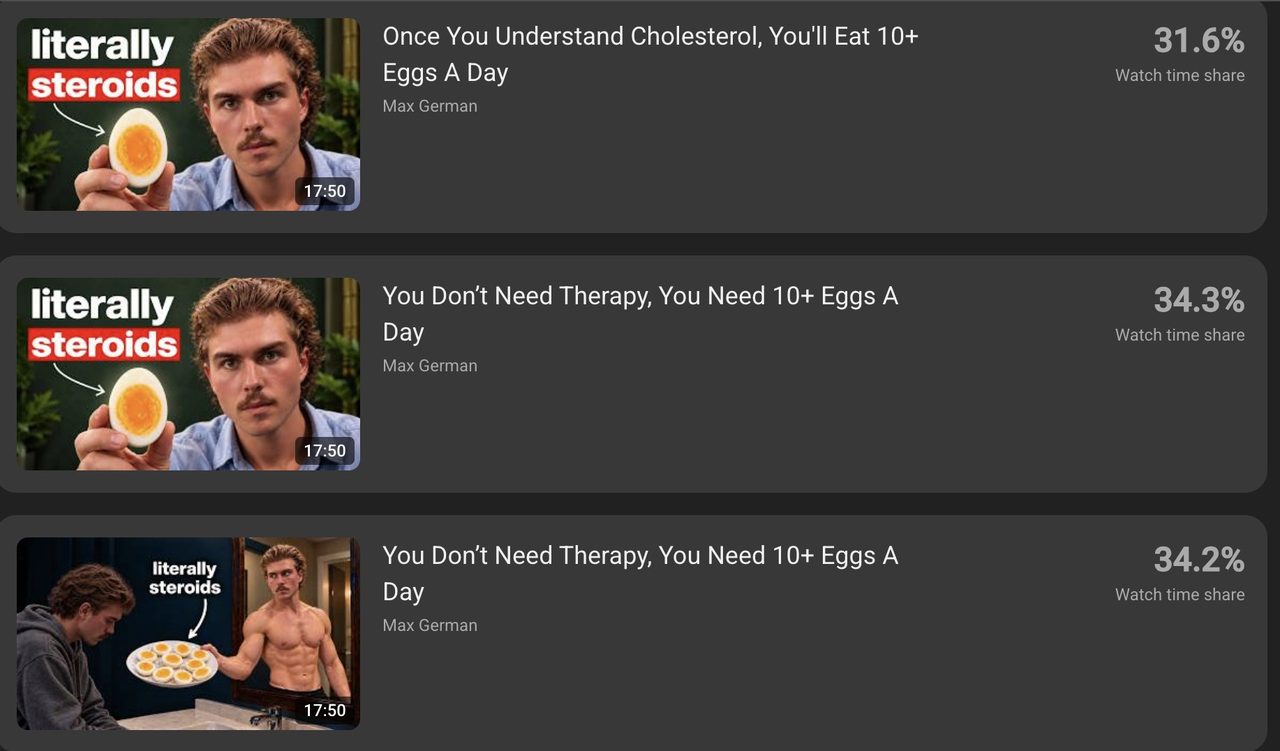 literally
steroids
17:50
Once You Understand Cholesterol, You'll Eat 10+
Eggs A Day
Max German
31.6%
Watch time share
literally
steroids
17:50
You Don’t Need Therapy, You Need 10+ Eggs A
Day
Max German
34.3%
Watch time share
literally
steroids
17:50
You Don’t Need Therapy, You Need 10+ Eggs A
Day
Max German
34.2%
Watch time share